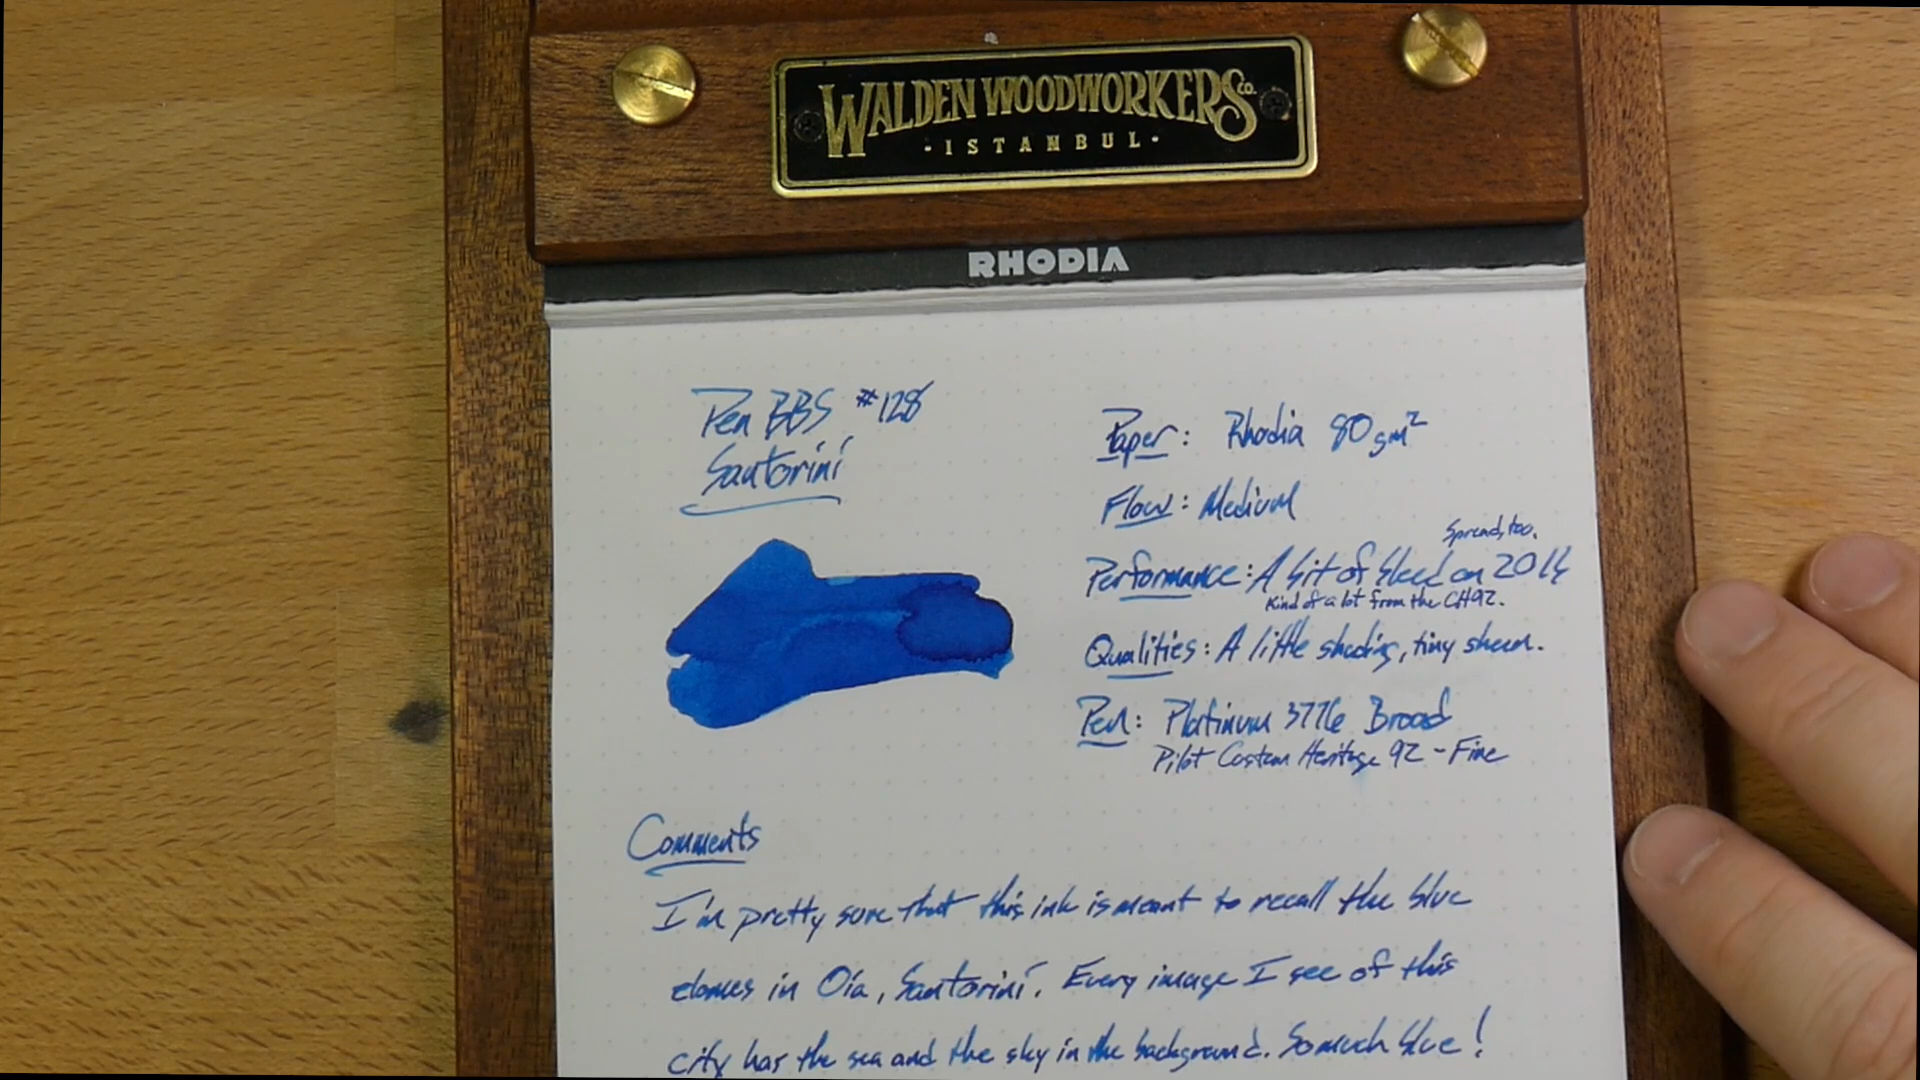 WALDEN WOODWORKERS CO.
· ISTANBUL ·
RHODIA
Pen BBS #128
Santorini
Paper: Rhodia 80 gm²
Flow: Medium
Spread, too.
Performance: A bit of bleed on 20lb
Kind of a lot from the CH92.
Qualities: A little shading, tiny sheen.
Pen: Platinum 3776 Broad
Pilot Custom Heritage 92 - Fine
Comments
I'm pretty sure that this ink is meant to recall the blue
domes in Oia, Santorini. Every image I see of this
city has the sea and the sky in the background. So much blue!